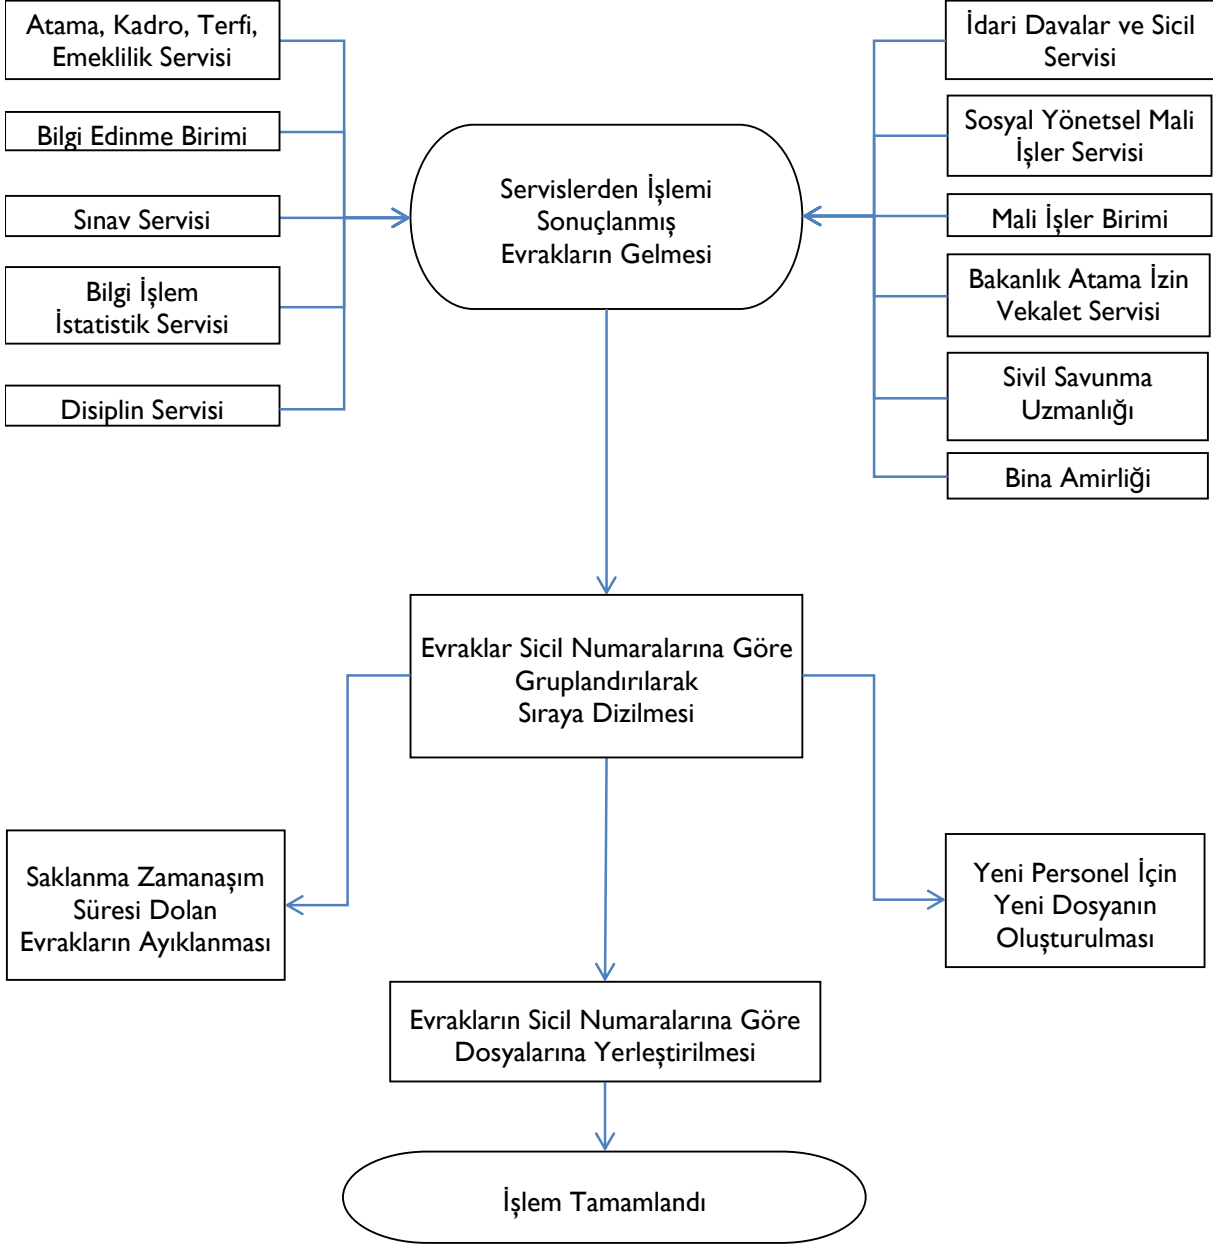 Atama, Kadro, Terfi,
Emeklilik Servisi
Bilgi Edinme Birimi
Sınav Servisi
Bilgi İşlem
İstatistik Servisi
Disiplin Servisi
Servislerden İşlemi
Sonuçlanmış
Evrakların Gelmesi
İdari Davalar ve Sicil
Servisi
Sosyal Yönetsel Mali
İşler Servisi
Mali İşler Birimi
Bakanlık Atama İzin
Vekalet Servisi
Sivil Savunma
Uzmanlığı
Bina Amirliği
Evraklar Sicil Numaralarına Göre
Gruplandırılarak
Sıraya Dizilmesi
Saklanma Zamanaşım
Süresi Dolan
Evrakların Ayıklanması
Yeni Personel İçin
Yeni Dosyanın
Oluşturulması
Evrakların Sicil Numaralarına Göre
Dosyalarına Yerleştirilmesi
İşlem Tamamlandı